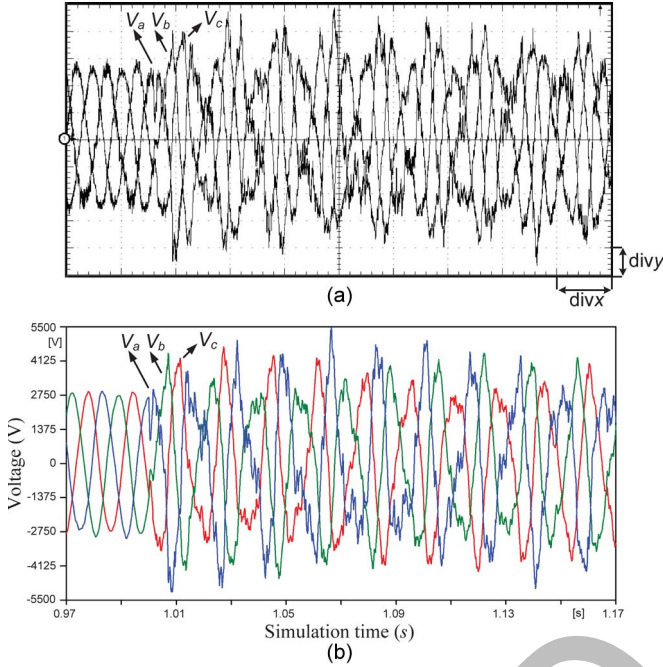 Va Vb Vc
divy
divx
(a)
5500
[V]
4125
2750
1375
0
-1375
-2750
-4125
-5500
Voltage (V)
Va Vb Vc
0.97 1.01 1.05 1.09 1.13 [s] 1.17
Simulation time (s)
(b)